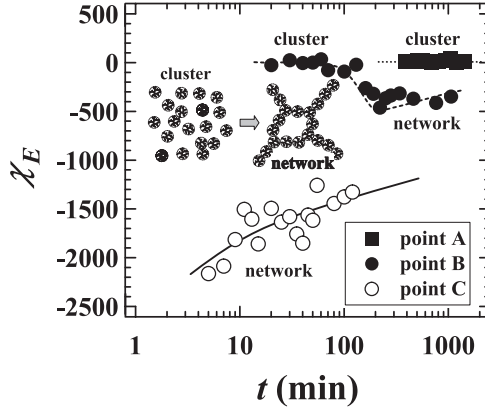 500
0
-500
-1000
-1500
-2000
-2500
χE
cluster
cluster
cluster
network
network
network
point A
point B
point C
1
10
100
1000
t (min)